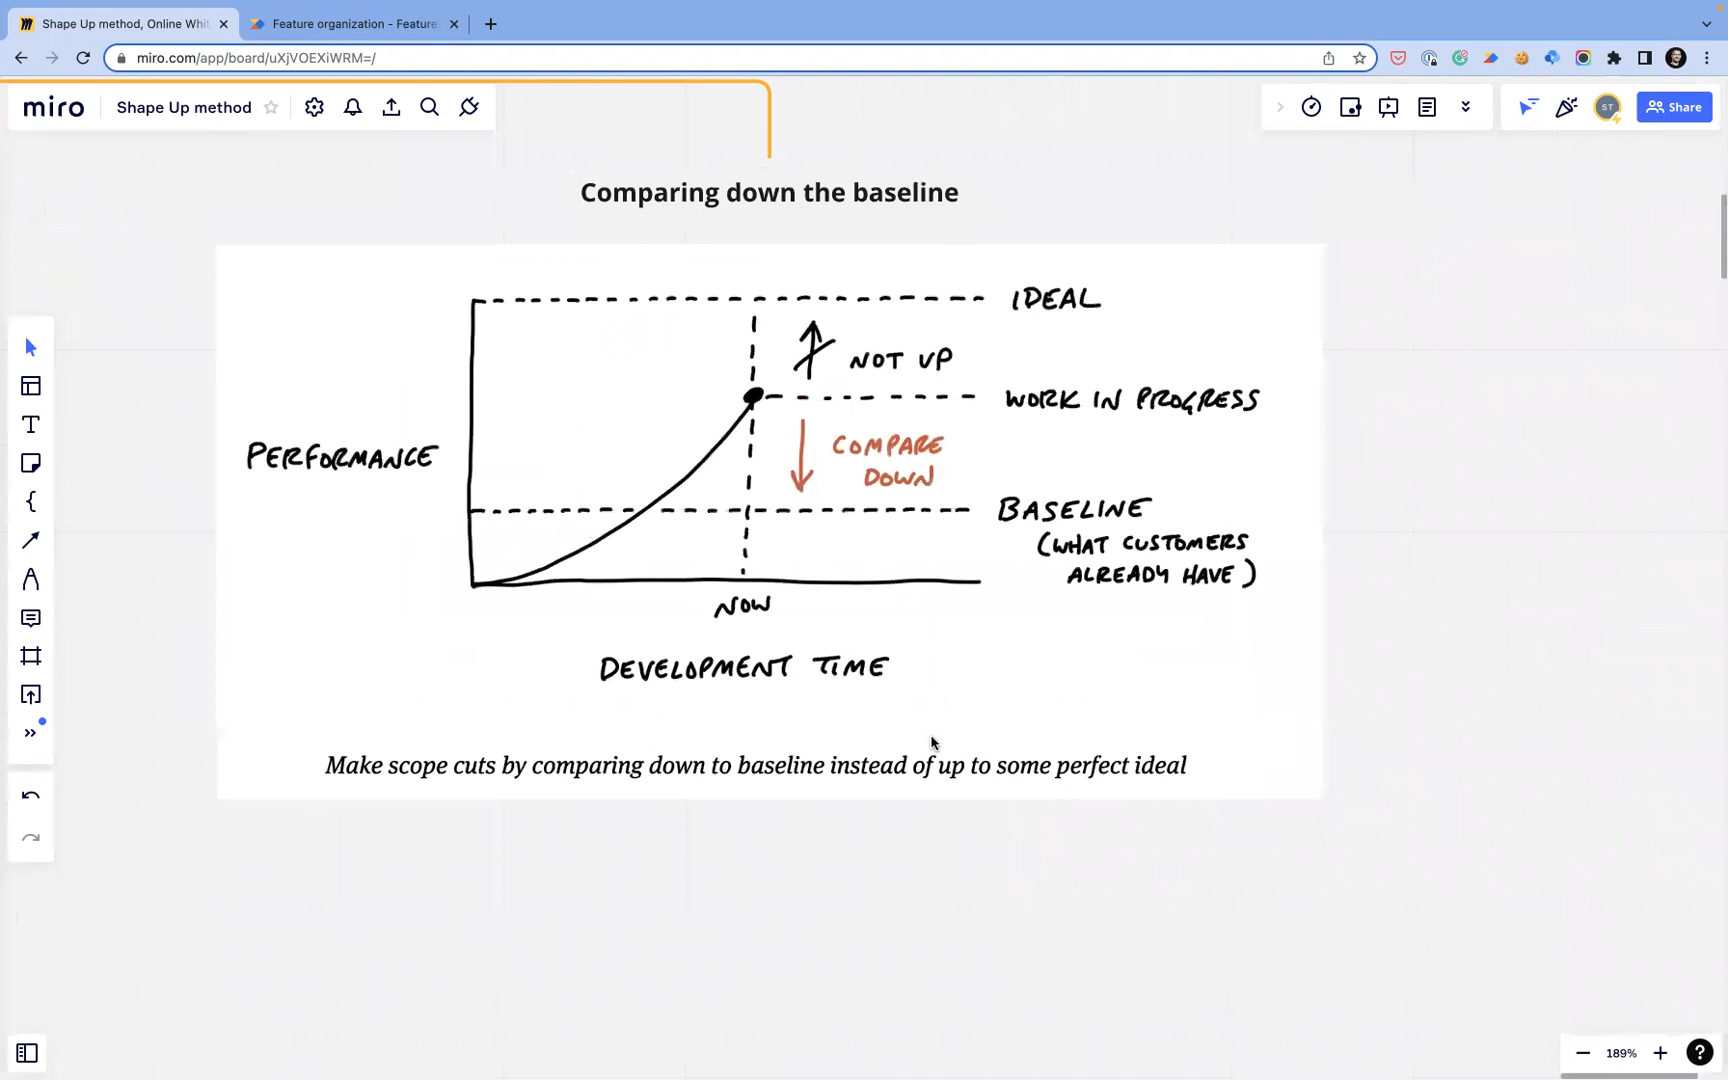 Shape Up method, Online Whit
Feature organization - Feature
miro.com/app/board/uXjVOEXiWRM=/
miro
Shape Up method
ST
Share
Comparing down the baseline
IDEAL
NOT UP
WORK IN PROGRESS
COMPARE
DOWN
PERFORMANCE
BASELINE
(WHAT CUSTOMERS
ALREADY HAVE)
NOW
DEVELOPMENT TIME
Make scope cuts by comparing down to baseline instead of up to some perfect ideal
189%